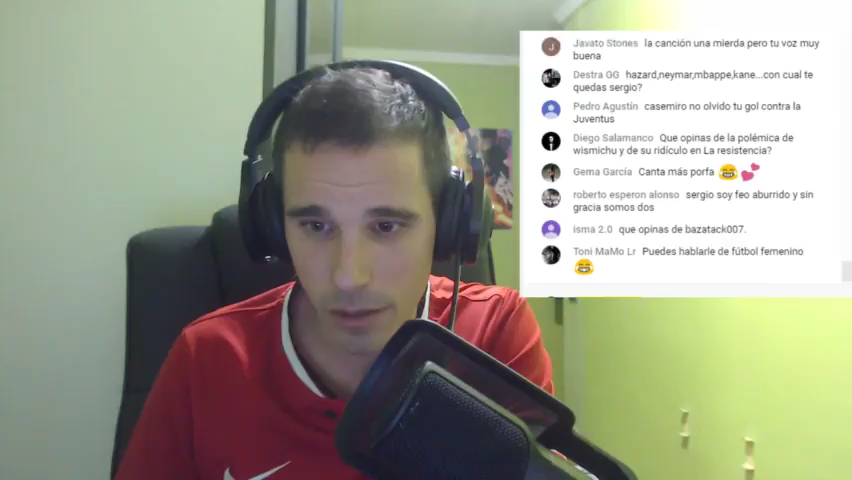 Javato Stones la canción una mierda pero tu voz muy
buena
Destra GG hazard,neymar,mbappe,kane...con cual te
quedas sergio?
Pedro Agustín casemiro no olvido tu gol contra la
Juventus
Diego Salamanco Que opinas de la polémica de
wismichu y de su ridículo en La resistencia?
Gema García Canta más porfa
roberto esperon alonso sergio soy feo aburrido y sin
gracia somos dos
isma 2.0 que opinas de bazatack007.
Toni MaMo Lr Puedes hablarle de fútbol femenino